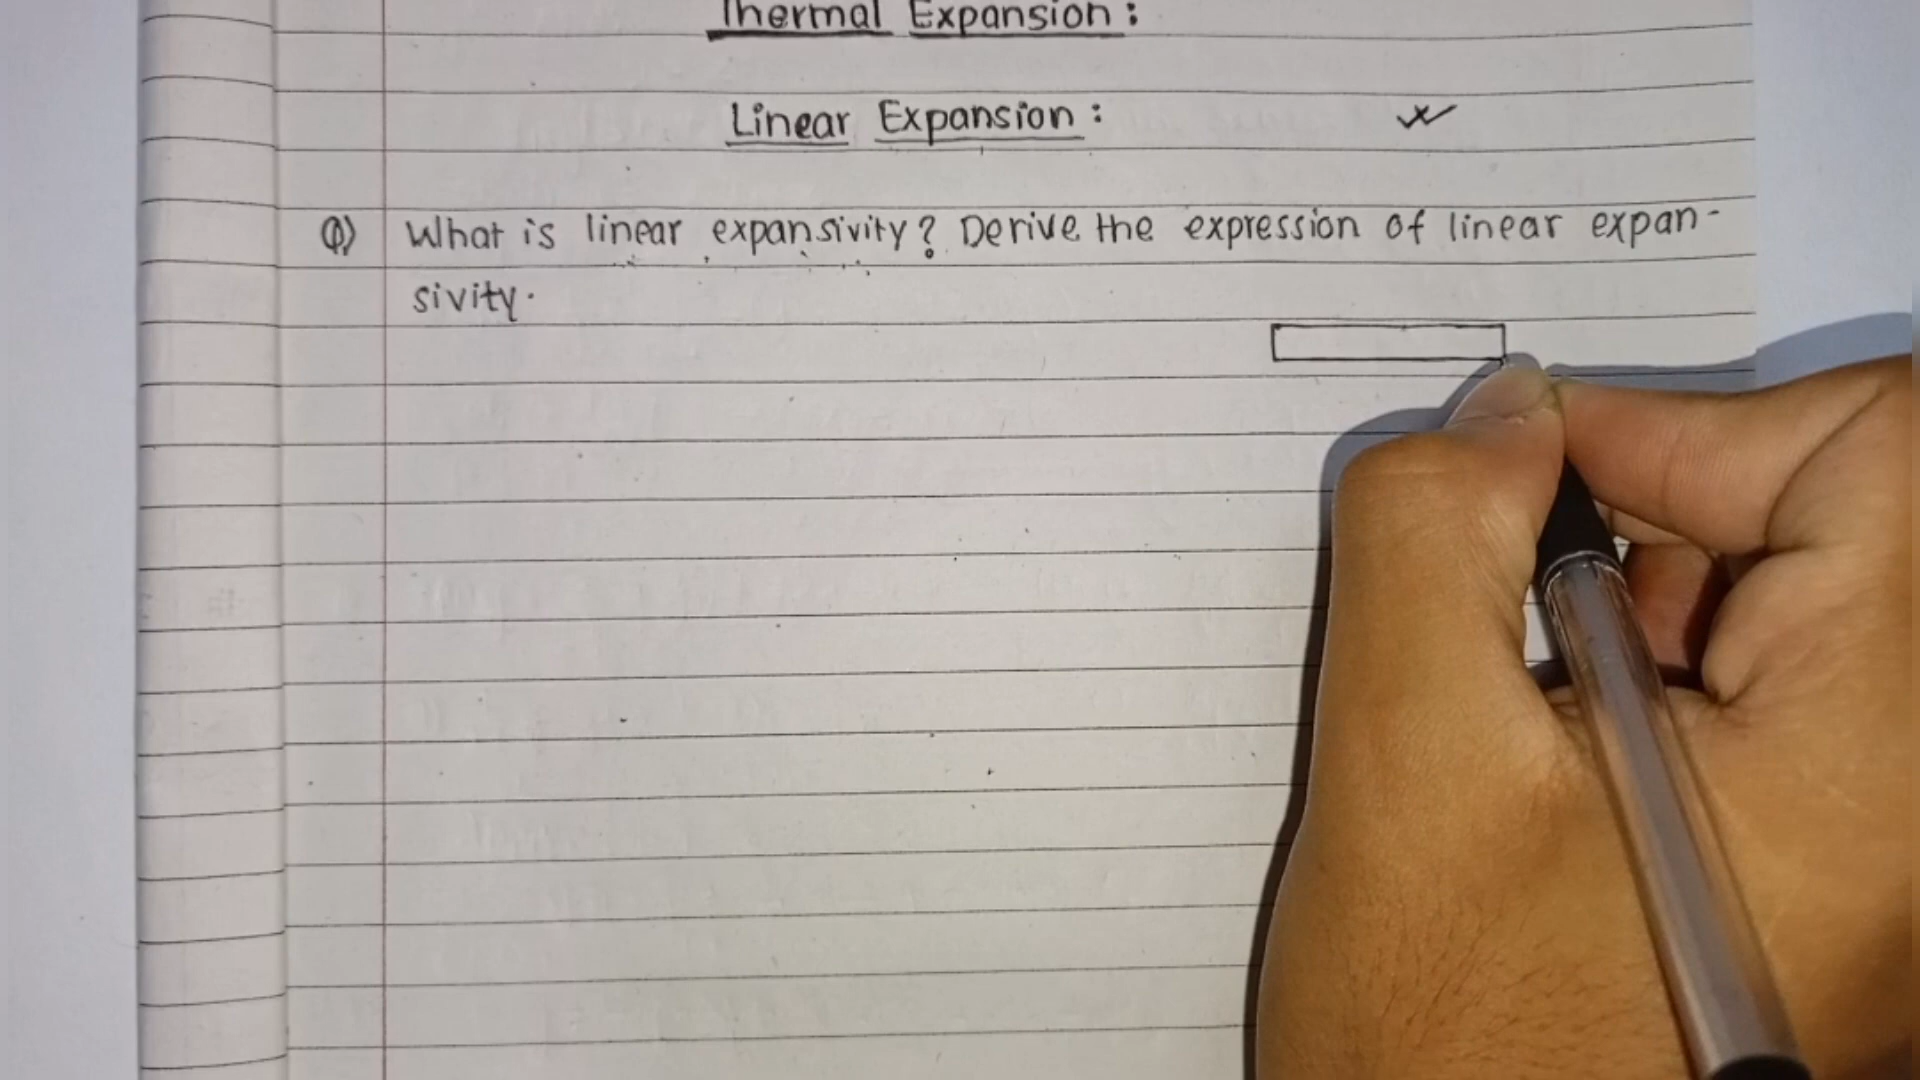 Thermal Expansion:
Linear Expansion:
Q) What is linear expansivity? Derive the expression of linear expan-
sivity.